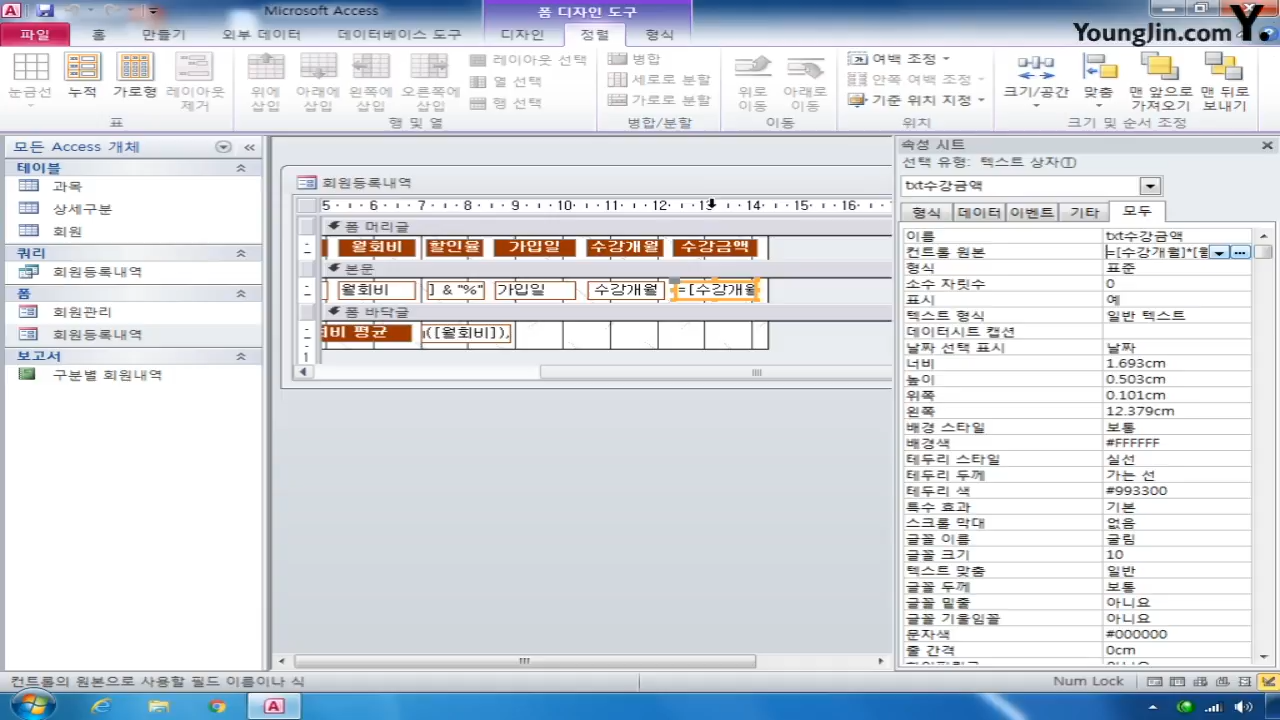 Microsoft Access
폼 디자인 도구
YoungJin.com Y.
파일 홈 만들기 외부 데이터 데이터베이스 도구 디자인 정렬 형식
눈금선 누적 가로형 레이아웃 제거
표
위에 삽입 아래에 삽입 왼쪽에 삽입 오른쪽에 삽입
레이아웃 선택
열 선택
행 선택
행 및 열
병합
세로로 분할
가로로 분할
병합/분할
위로 이동 아래로 이동
이동
여백 조정
안쪽 여백 조정
기준 위치 지정
위치
크기/공간 맞춤 맨 앞으로 가져오기 맨 뒤로 보내기
크기 및 순서 조정
모든 Access 개체
테이블
과목
상세구분
회원
쿼리
회원등록내역
폼
회원관리
회원등록내역
보고서
구분별 회원내역
회원등록내역
5 6 7 8 9 10 11 12 13 14 15 16
폼 머리글
월회비 할인율 가입일 수강개월 수강금액
본문
월회비 ] & "%" 가입일 수강개월 =[수강개월
폼 바닥글
비 평균 ([월회비]),
1
속성 시트
선택 유형: 텍스트 상자(I)
txt수강금액
형식 데이터 이벤트 기타 모두
이름 txt수강금액
컨트롤 원본 =[수강개월]*[월
형식 표준
소수 자릿수 0
표시 예
텍스트 형식 일반 텍스트
데이터시트 캡션
날짜 선택 표시 날짜
너비 1.693cm
높이 0.503cm
위쪽 0.101cm
왼쪽 12.379cm
배경 스타일 보통
배경색 #FFFFFF
테두리 스타일 실선
테두리 두께 가는 선
테두리 색 #993300
특수 효과 기본
스크롤 막대 없음
글꼴 이름 굴림
글꼴 크기 10
텍스트 맞춤 일반
글꼴 두께 보통
글꼴 밑줄 아니요
글꼴 기울임꼴 아니요
문자색 #000000
줄 간격 0cm
컨트롤의 원본으로 사용할 필드 이름이나 식
Num Lock